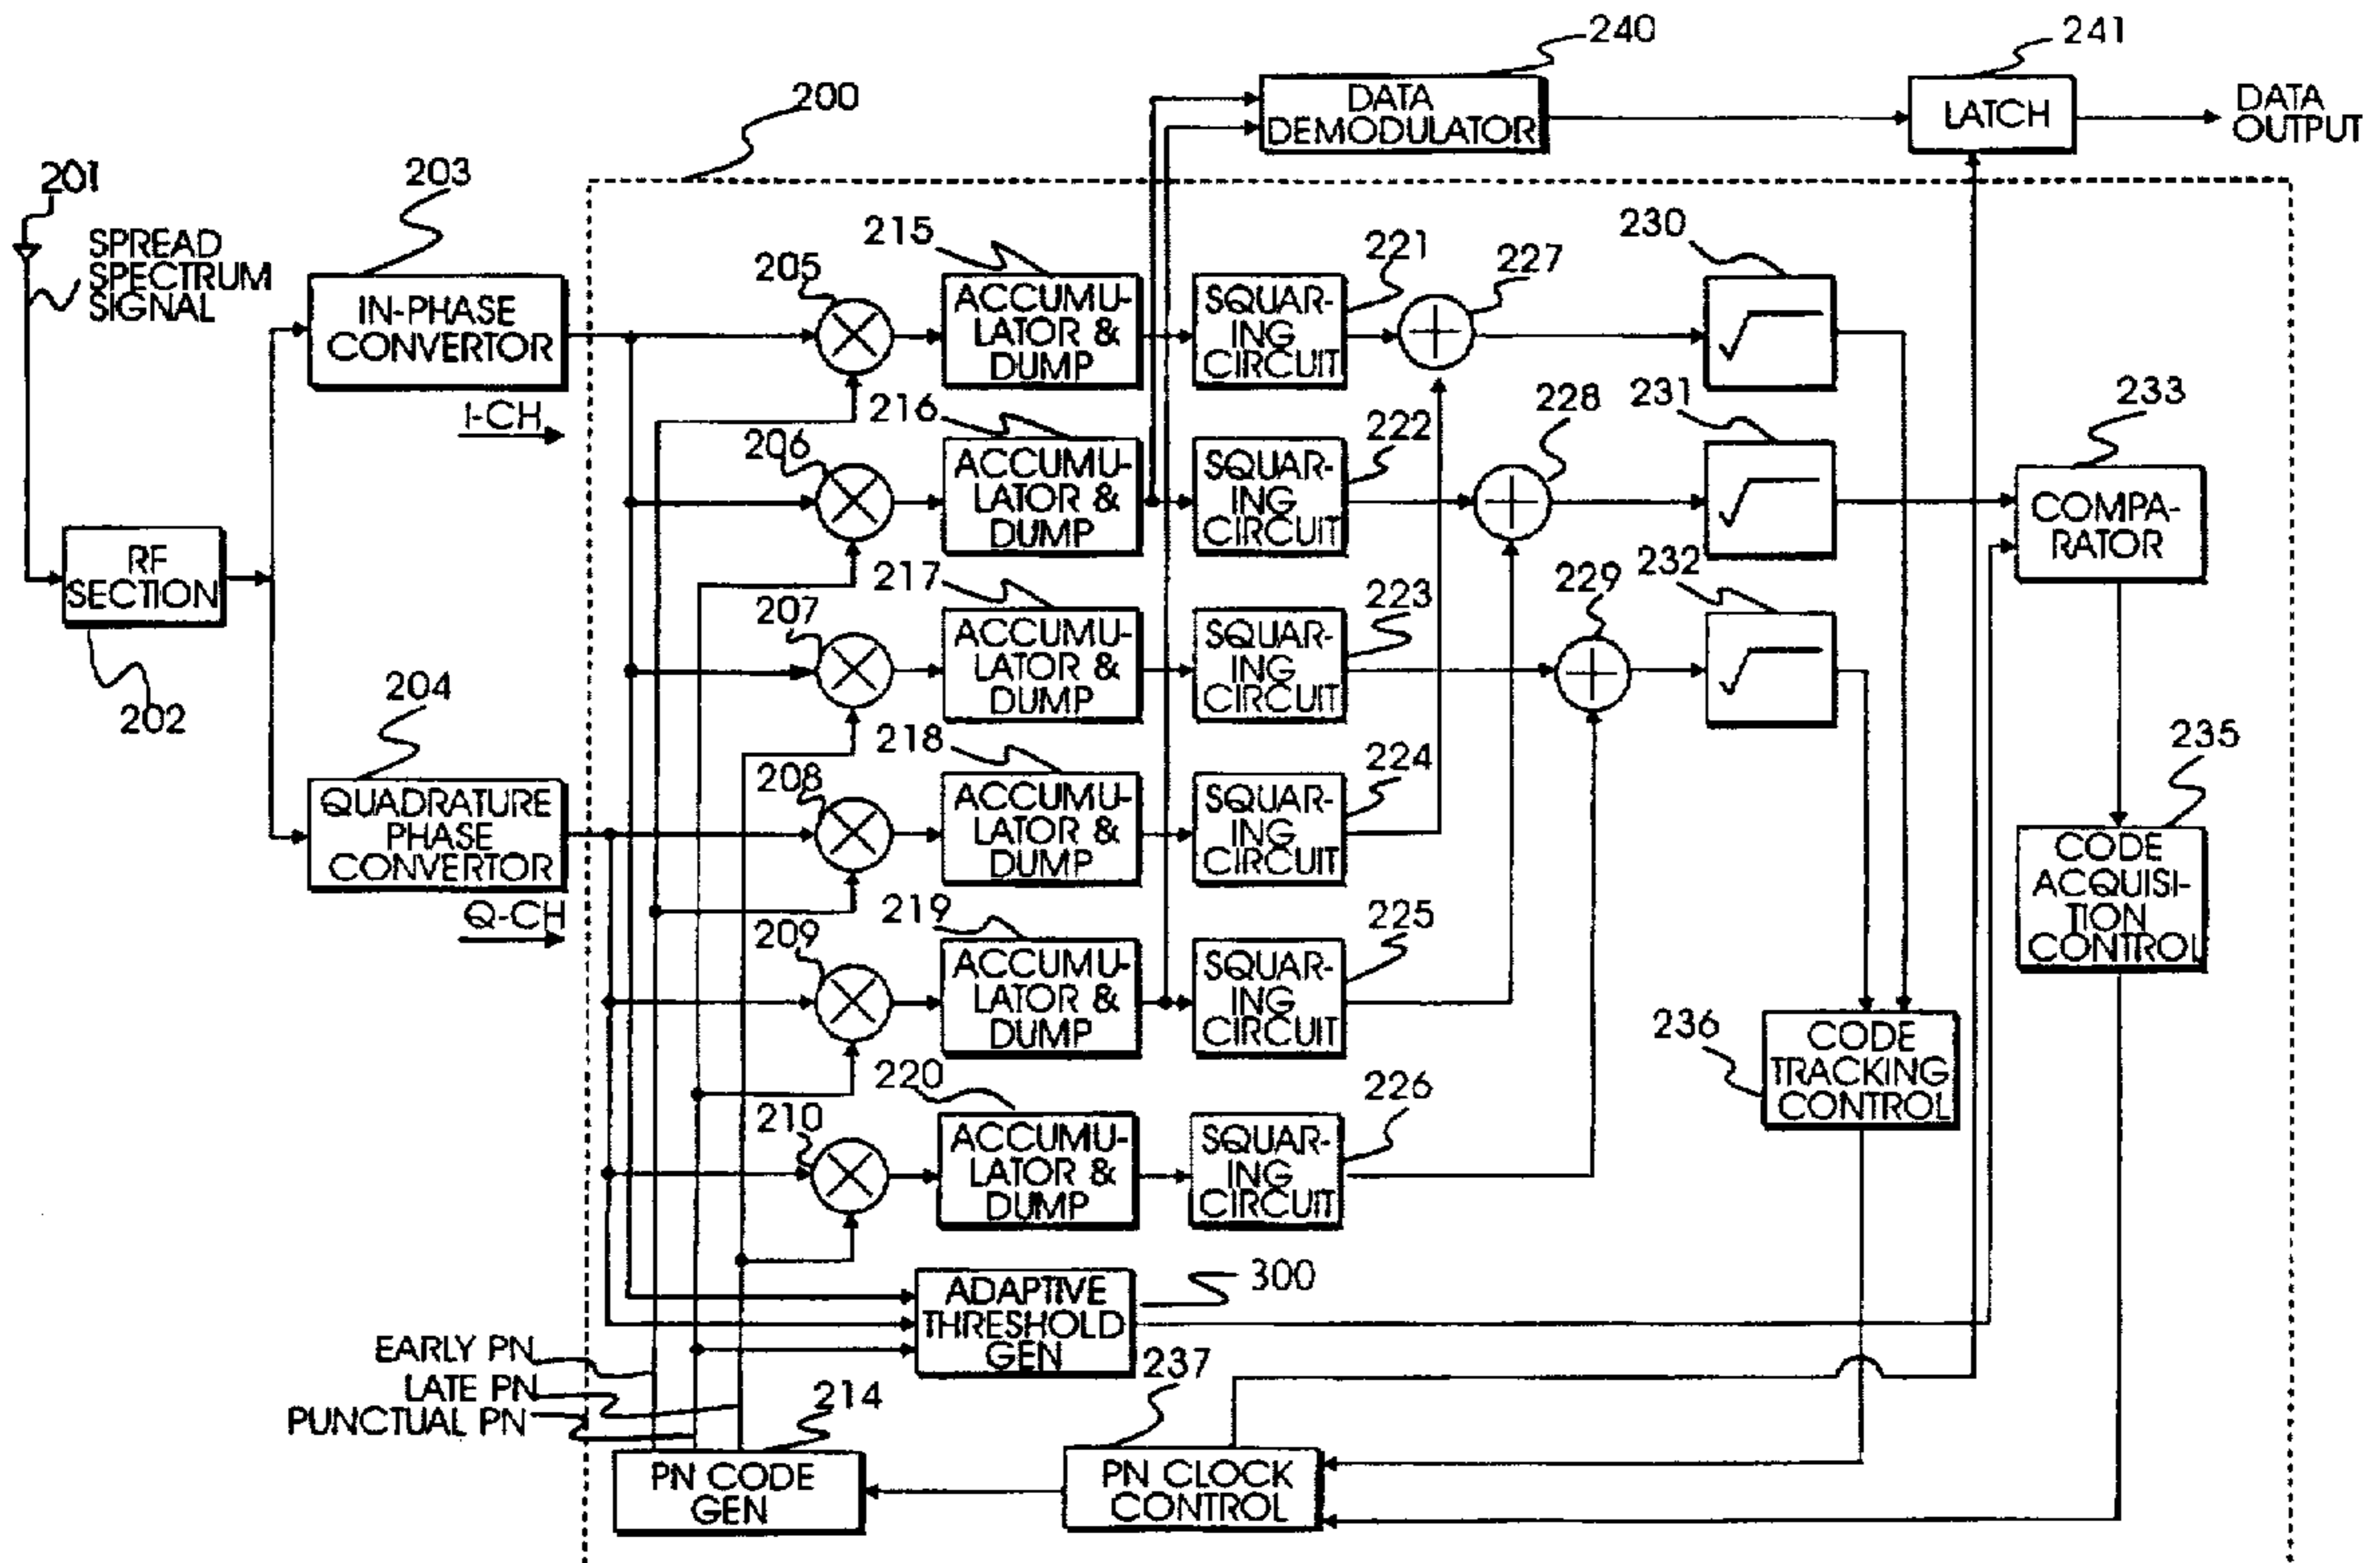 240
241
200
DATA
DEMODULATOR
LATCH
DATA
OUTPUT
201
203
SPREAD
SPECTRUM
SIGNAL
IN-PHASE
CONVERTOR
I-CH
205
215
ACCUMU-
LATOR &
DUMP
SQUAR-
ING
CIRCUIT
221
227
230
206
216
ACCUMU-
LATOR &
DUMP
SQUAR-
ING
CIRCUIT
222
228
231
233
COMPA-
RATOR
RF
SECTION
202
207
217
ACCUMU-
LATOR &
DUMP
SQUAR-
ING
CIRCUIT
223
229
232
204
QUADRATURE
PHASE
CONVERTOR
Q-CH
208
218
ACCUMU-
LATOR &
DUMP
SQUAR-
ING
CIRCUIT
224
235
CODE
ACQUISI-
TION
CONTROL
209
219
ACCUMU-
LATOR &
DUMP
SQUAR-
ING
CIRCUIT
225
236
CODE
TRACKING
CONTROL
210
220
ACCUMU-
LATOR &
DUMP
SQUAR-
ING
CIRCUIT
226
ADAPTIVE
THRESHOLD
GEN
300
EARLY PN
LATE PN
PUNCTUAL PN
214
237
PN CODE
GEN
PN CLOCK
CONTROL